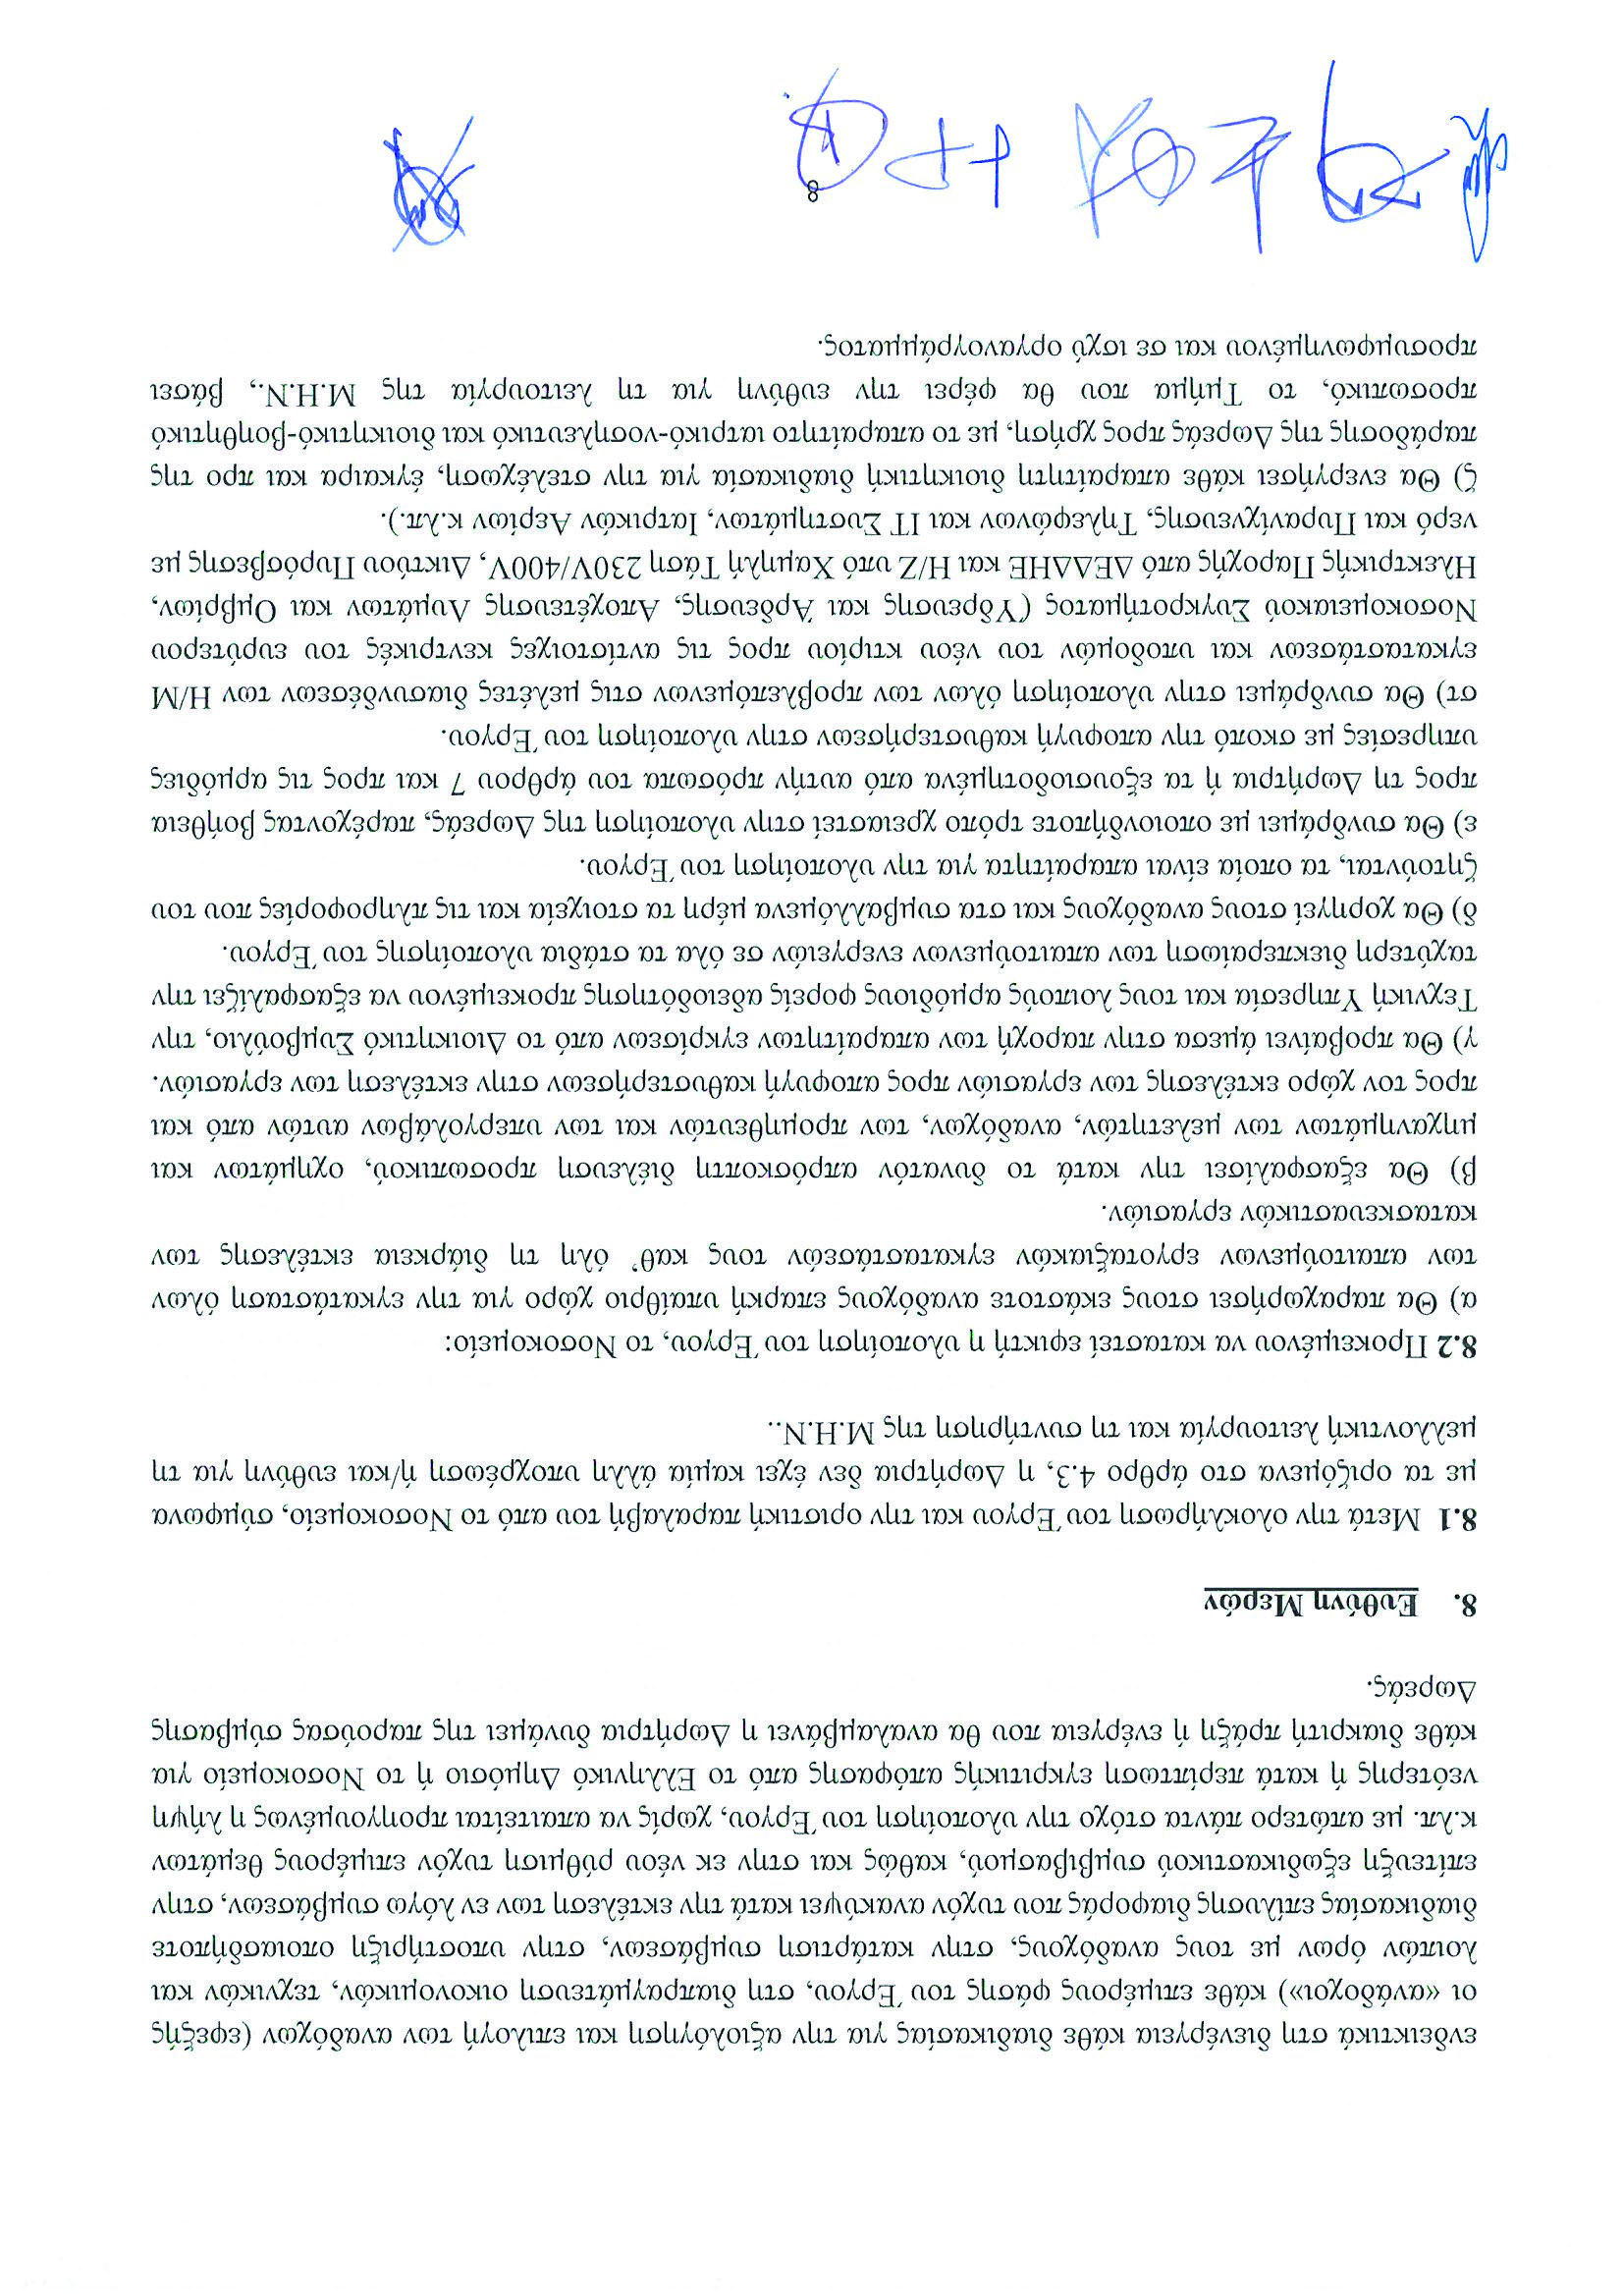 ενδεικτικά στη διενέργεια κάθε διαδικασίας για την αξιολόγηση και επιλογή των αναδόχων (εφεξής
οι «ανάδοχοι») κάθε επιμέρους φάσης του Έργου, στη διαπραγμάτευση οικονομικών, τεχνικών και
λοιπών όρων με τους αναδόχους, στην κατάρτιση συμβάσεων, στην υποστήριξη οποιασδήποτε
διαδικασίας επίλυσης διαφοράς που τυχόν ανακύψει κατά την εκτέλεση των εν λόγω συμβάσεων, στην
επίτευξη εξωδικαστικού συμβιβασμού, καθώς και στην εκ νέου ρύθμιση τυχόν επιμέρους θεμάτων
κ.λπ. με απώτερο πάντα στόχο την υλοποίηση του Έργου, χωρίς να απαιτείται προηγουμένως η λήψη
νεότερης ή κατά περίπτωση εγκριτικής απόφασης από το Ελληνικό Δημόσιο ή το Νοσοκομείο για
κάθε διακριτή πράξη ή ενέργεια που θα αναλαμβάνει η Δωρήτρια δυνάμει της παρούσας σύμβασης
Δωρεάς.
8. Ευθύνη Μερών
8.1 Μετά την ολοκλήρωση του Έργου και την οριστική παραλαβή του από το Νοσοκομείο, σύμφωνα
με τα οριζόμενα στο άρθρο 4.3, η Δωρήτρια δεν έχει καμία άλλη υποχρέωση ή/και ευθύνη για τη
μελλοντική λειτουργία και τη συντήρηση της Μ.Η.Ν..
8.2 Προκειμένου να καταστεί εφικτή η υλοποίηση του Έργου, το Νοσοκομείο:
α) Θα παραχωρήσει στους εκάστοτε αναδόχους επαρκή υπαίθριο χώρο για την εγκατάσταση όλων
των απαιτούμενων εργοταξιακών εγκαταστάσεών τους καθ’ όλη τη διάρκεια εκτέλεσης των
κατασκευαστικών εργασιών.
β) Θα εξασφαλίσει την κατά το δυνατόν απρόσκοπτη διέλευση προσωπικού, οχημάτων και
μηχανημάτων των μελετητών, αναδόχων, των προμηθευτών και των υπεργολάβων αυτών από και
προς τον χώρο εκτέλεσης των εργασιών προς αποφυγή καθυστερήσεων στην εκτέλεση των εργασιών.
γ) Θα προβαίνει άμεσα στην παροχή των απαραίτητων εγκρίσεων από το Διοικητικό Συμβούλιο, την
Τεχνική Υπηρεσία και τους λοιπούς αρμόδιους φορείς αδειοδότησης προκειμένου να εξασφαλίζει την
ταχύτερη διεκπεραίωση των απαιτούμενων ενεργειών σε όλα τα στάδια υλοποίησης του Έργου.
δ) Θα χορηγεί στους αναδόχους και στα συμβαλλόμενα μέρη τα στοιχεία και τις πληροφορίες που του
ζητούνται, τα οποία είναι απαραίτητα για την υλοποίηση του Έργου.
ε) Θα συνδράμει με οποιονδήποτε τρόπο χρειαστεί στην υλοποίηση της Δωρεάς, παρέχοντας βοήθεια
προς τη Δωρήτρια ή τα εξουσιοδοτημένα από αυτήν πρόσωπα του άρθρου 7 και προς τις αρμόδιες
υπηρεσίες με σκοπό την αποφυγή καθυστερήσεων στην υλοποίηση του Έργου.
στ) Θα συνδράμει στην υλοποίηση όλων των προβλεπόμενων στις μελέτες διασυνδέσεων των Η/Μ
εγκαταστάσεων και υποδομών του νέου κτιρίου προς τις αντίστοιχες κεντρικές του ευρύτερου
Νοσοκομειακού Συγκροτήματος (Ύδρευσης και Άρδευσης, Αποχέτευσης Λυμάτων και Ομβρίων,
Ηλεκτρικής Παροχής από ΔΕΔΔΗΕ και Η/Ζ υπό Χαμηλή Τάση 230V/400V, Δικτύου Πυρόσβεσης με
νερό και Πυρανίχνευσης, Τηλεφώνων και IT Συστημάτων, Ιατρικών Αερίων κ.λπ.).
ζ) Θα ενεργήσει κάθε απαραίτητη διοικητική διαδικασία για την στελέχωση, έγκαιρα και προ της
παράδοσης της Δωρεάς προς χρήση, με το απαραίτητο ιατρικό-νοσηλευτικό και διοικητικό-βοηθητικό
προσωπικό, το Τμήμα που θα φέρει την ευθύνη για τη λειτουργία της Μ.Η.Ν., βάσει
προσυμφωνημένου και σε ισχύ οργανογράμματος.
8